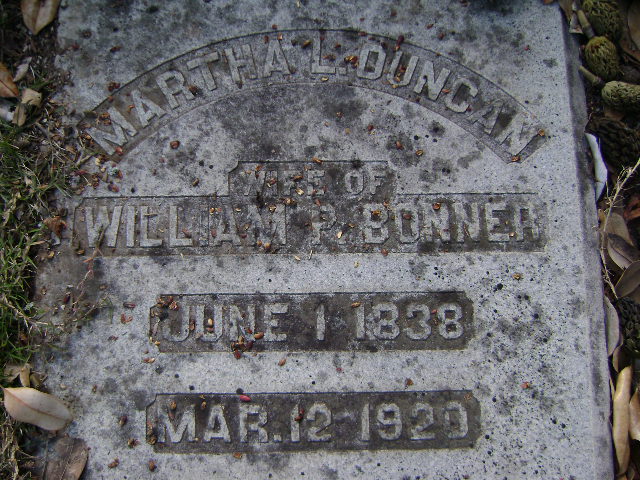 MARTHA L. DUNCAN
WIFE OF
WILLIAM P. BONNER
JUNE 1 1838
MAR. 12 1920